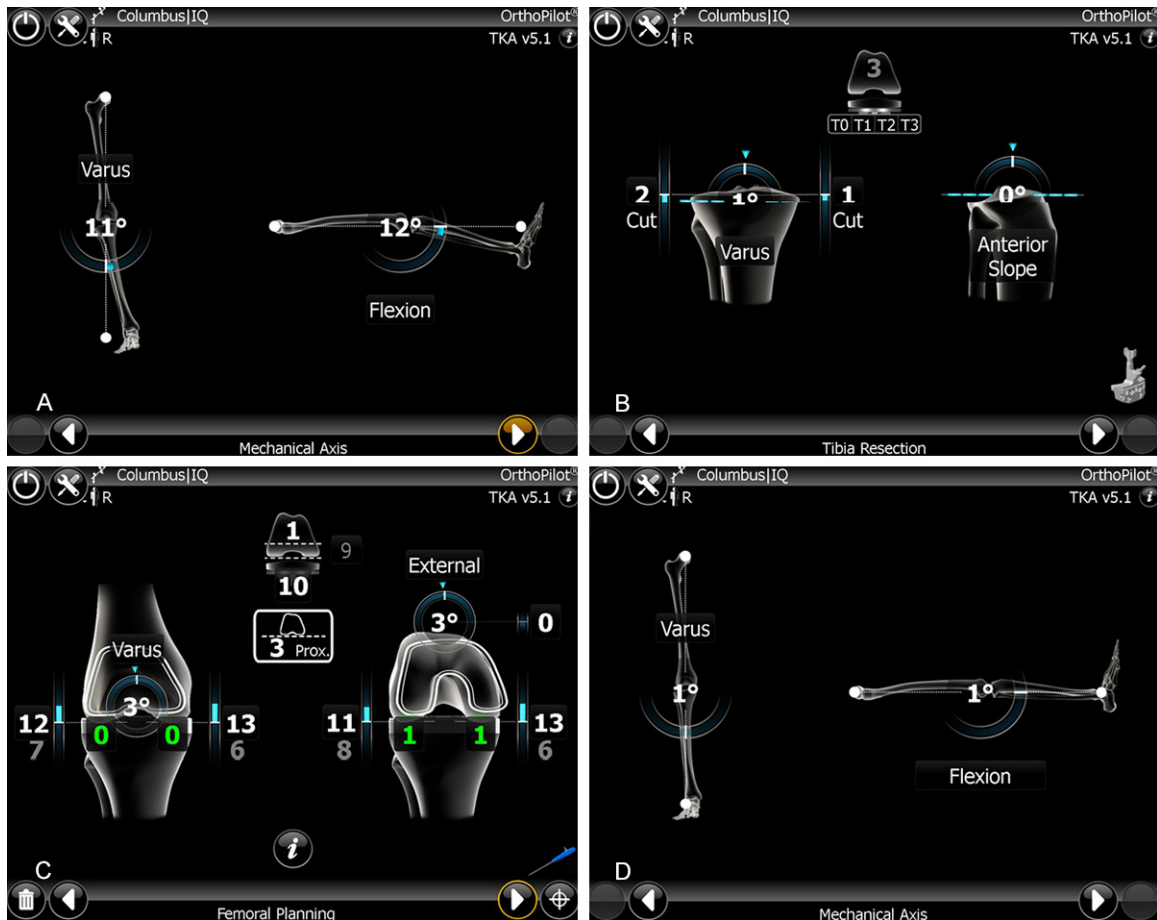 Columbus|IQ OrthoPilot®
R TKA v5.1 i
Varus
11° 12°
Flexion
A
Mechanical Axis
Columbus|IQ OrthoPilot®
R TKA v5.1 i
3
T0 T1 T2 T3
2 1° 0° 1
Cut Cut
Varus Anterior
Slope
B
Tibia Resection
Columbus|IQ OrthoPilot®
R TKA v5.1 i
1
9
10
External
3° 0
3 Prox.
Varus
3°
12 13 11 13
7 0 0 6 8 1 1 6
i
C
Femoral Planning
Columbus|IQ OrthoPilot®
R TKA v5.1 i
Varus
1° 1°
Flexion
D
Mechanical Axis